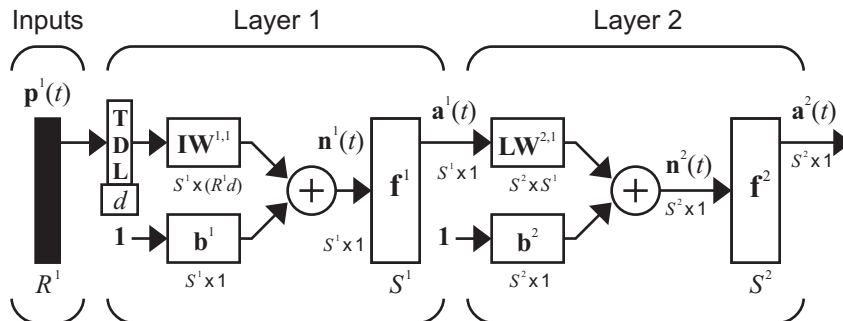 Inputs
Layer 1
Layer 2
p¹(t)
TDL
d
IW¹,¹
S¹ x (R¹d)
1
b¹
S¹ x 1
n¹(t)
S¹ x 1
f¹
a¹(t)
S¹ x 1
LW²,¹
S² x S¹
1
b²
S² x 1
n²(t)
S² x 1
f²
a²(t)
S² x 1
R¹
S¹
S²